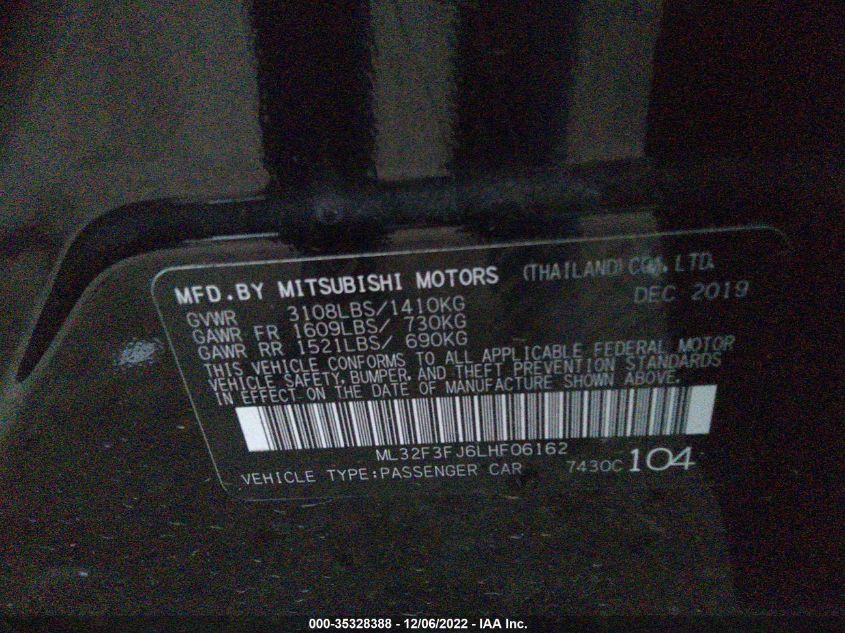 MFD.BY MITSUBISHI MOTORS (THAILAND) CO., LTD.
DEC 2019
GVWR 3108LBS/1410KG
GAWR FR 1609LBS/ 730KG
GAWR RR 1521LBS/ 690KG
THIS VEHICLE CONFORMS TO ALL APPLICABLE FEDERAL MOTOR
VEHICLE SAFETY, BUMPER, AND THEFT PREVENTION STANDARDS
IN EFFECT ON THE DATE OF MANUFACTURE SHOWN ABOVE.
ML32F3FJ6LHF06162
VEHICLE TYPE:PASSENGER CAR 7430C 104
000-35328388 - 12/06/2022 - IAA Inc.